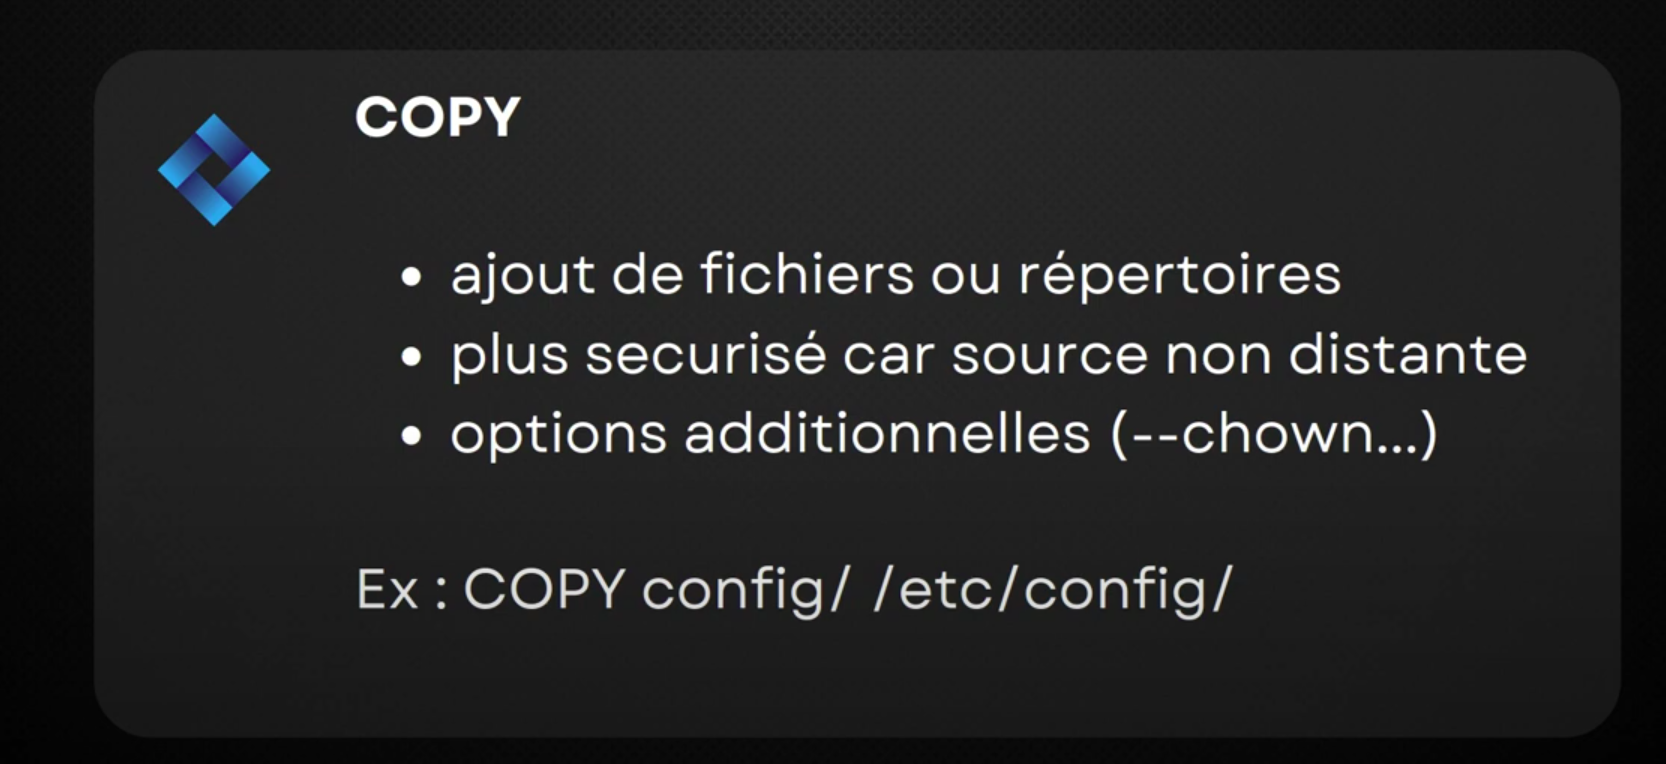 COPY
• ajout de fichiers ou répertoires
• plus securisé car source non distante
• options additionnelles (--chown...)
Ex : COPY config/ /etc/config/